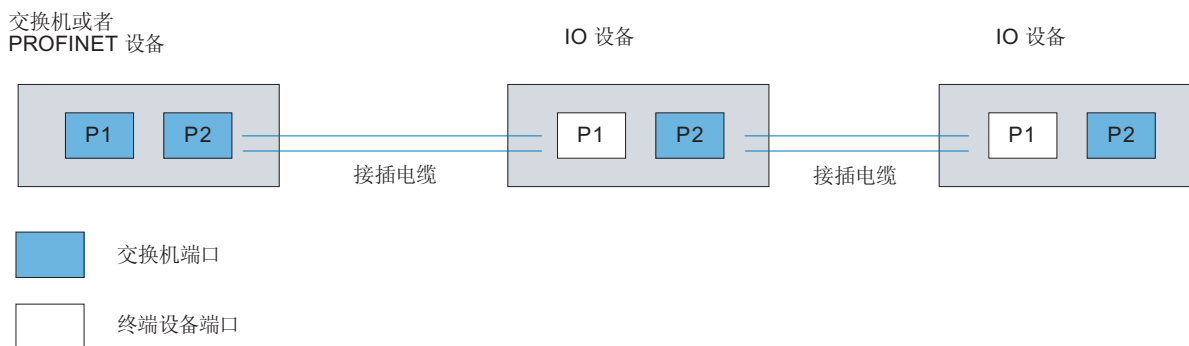 交换机或者
PROFINET 设备
IO 设备
IO 设备
P1
P2
P1
P2
P1
P2
接插电缆
接插电缆
交换机端口
终端设备端口